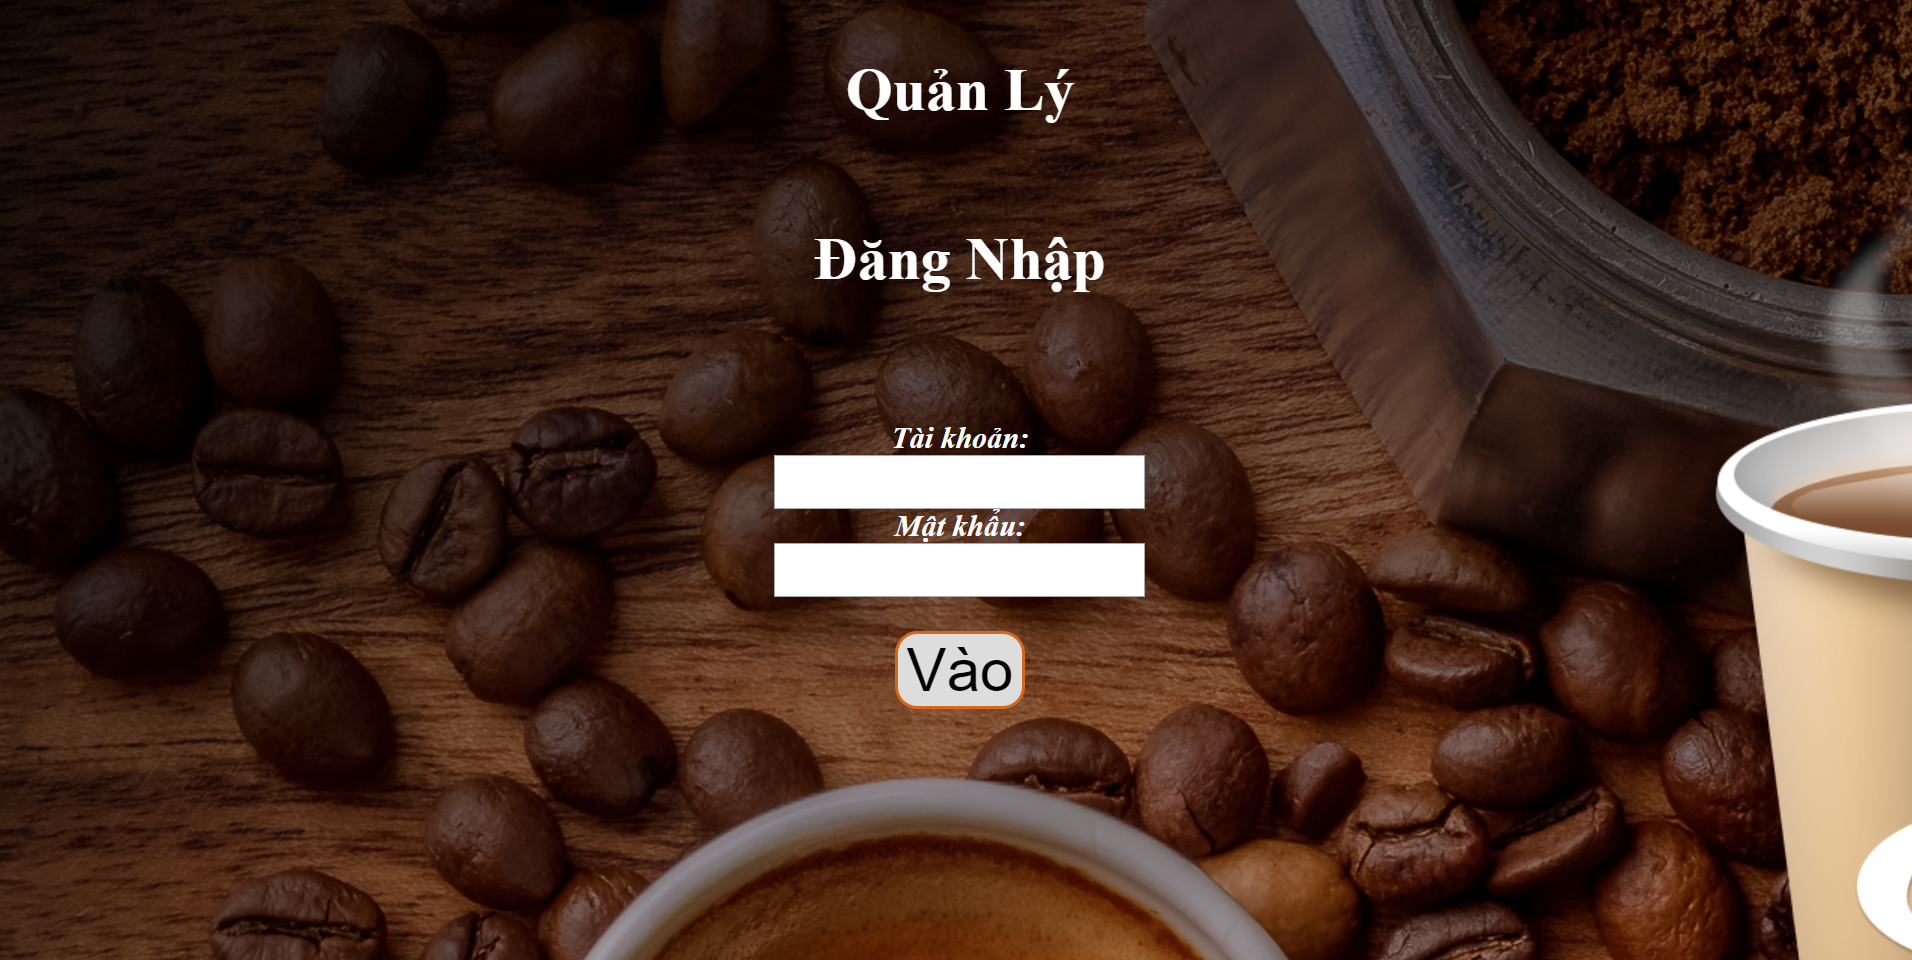 Quản Lý
Đăng Nhập
Tài khoản:
Mật khẩu:
Vào